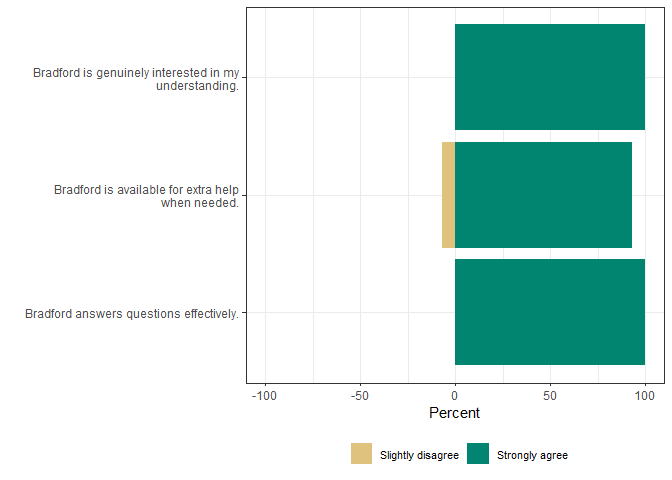 Bradford is genuinely interested in my
understanding.
Bradford is available for extra help
when needed.
Bradford answers questions effectively.
-100
-50
0
50
100
Percent
Slightly disagree
Strongly agree